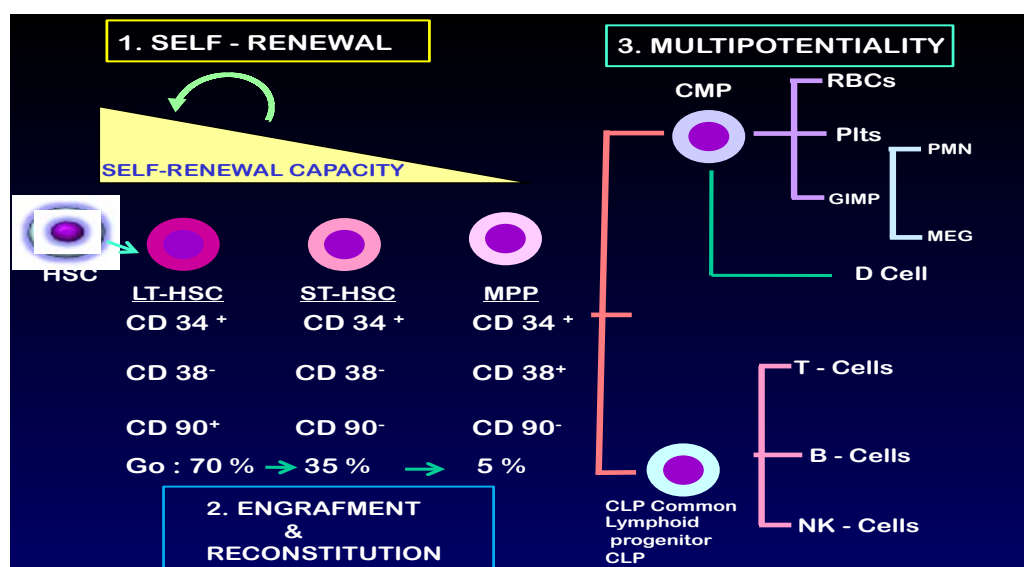 1. SELF - RENEWAL
SELF-RENEWAL CAPACITY
HSC
LT-HSC ST-HSC MPP
CD 34 + CD 34 + CD 34 +
CD 38- CD 38- CD 38+
CD 90+ CD 90- CD 90-
Go : 70 % 35 % 5 %
2. ENGRAFMENT
&
RECONSTITUTION
3. MULTIPOTENTIALITY
CMP
RBCs
Plts
PMN
GIMP
MEG
D Cell
T - Cells
B - Cells
NK - Cells
CLP Common
Lymphoid
progenitor
CLP